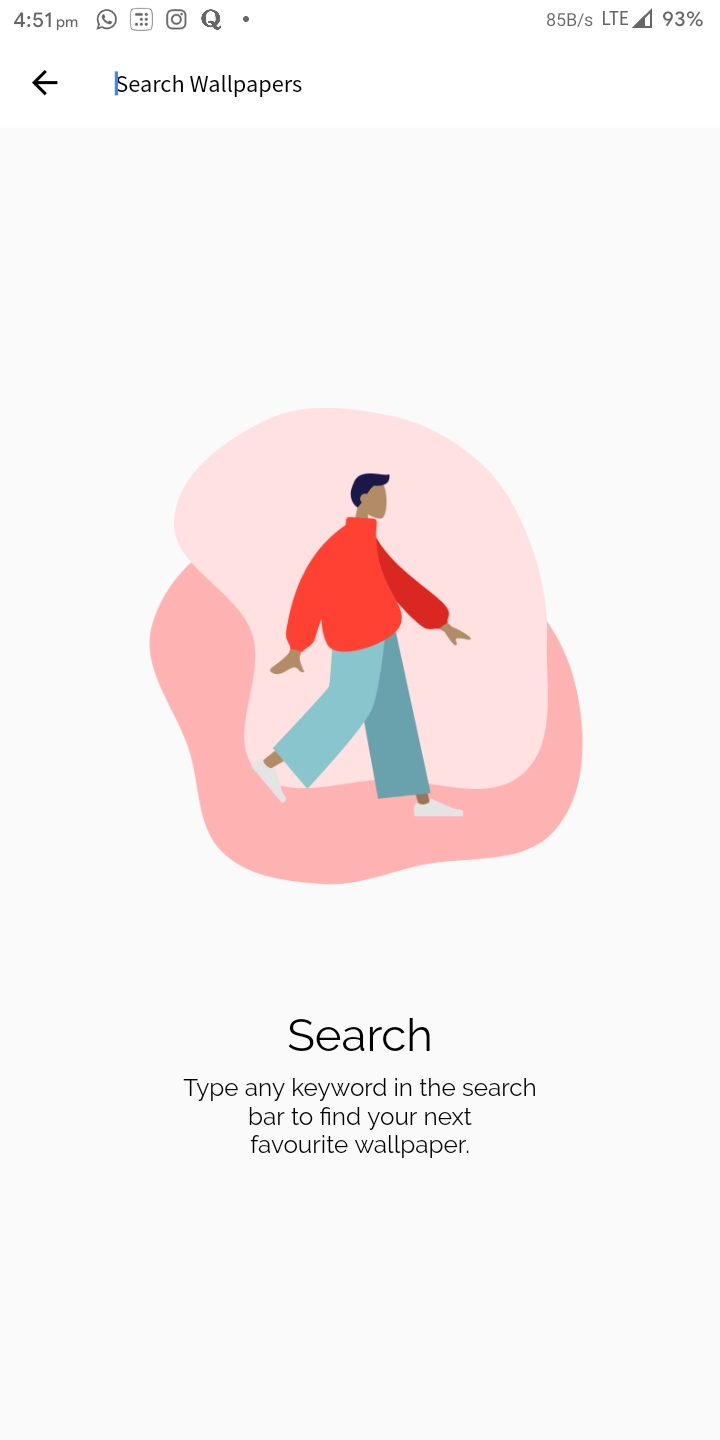 4:51 pm 85B/s LTE 93%
Search Wallpapers
Search
Type any keyword in the search
bar to find your next
favourite wallpaper.